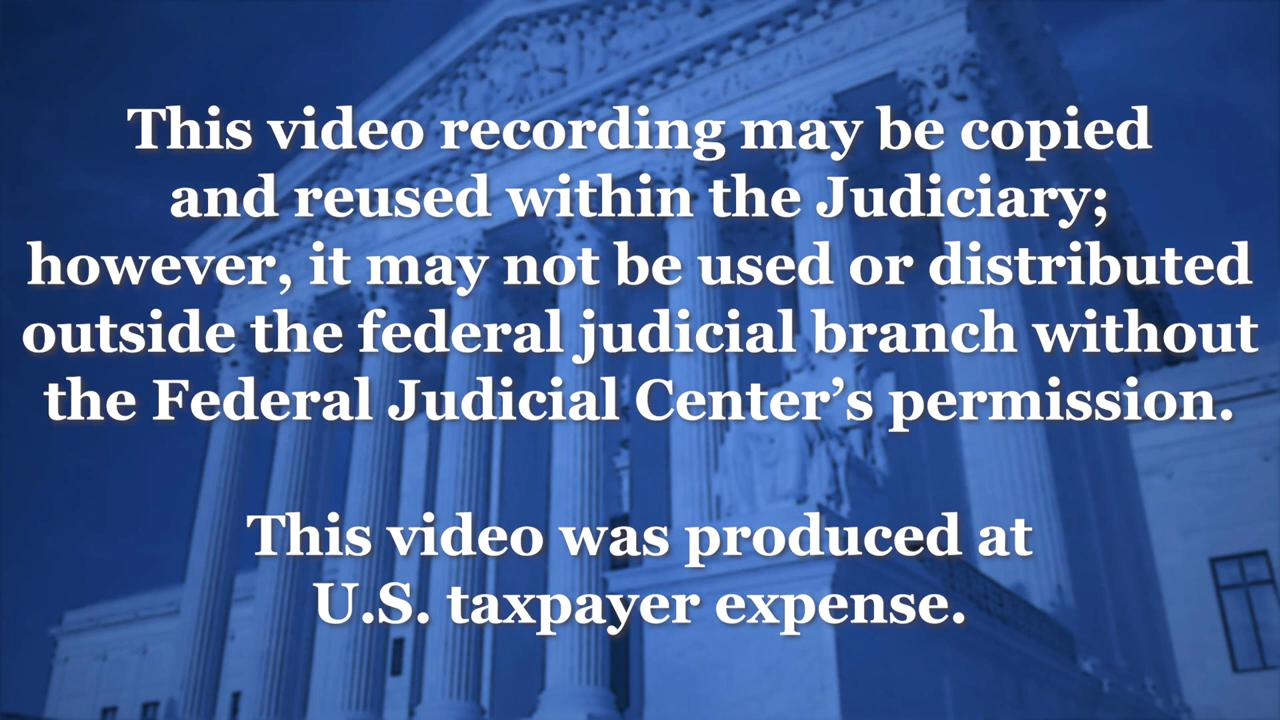 This video recording may be copied
and reused within the Judiciary;
however, it may not be used or distributed
outside the federal judicial branch without
the Federal Judicial Center’s permission.
This video was produced at
U.S. taxpayer expense.